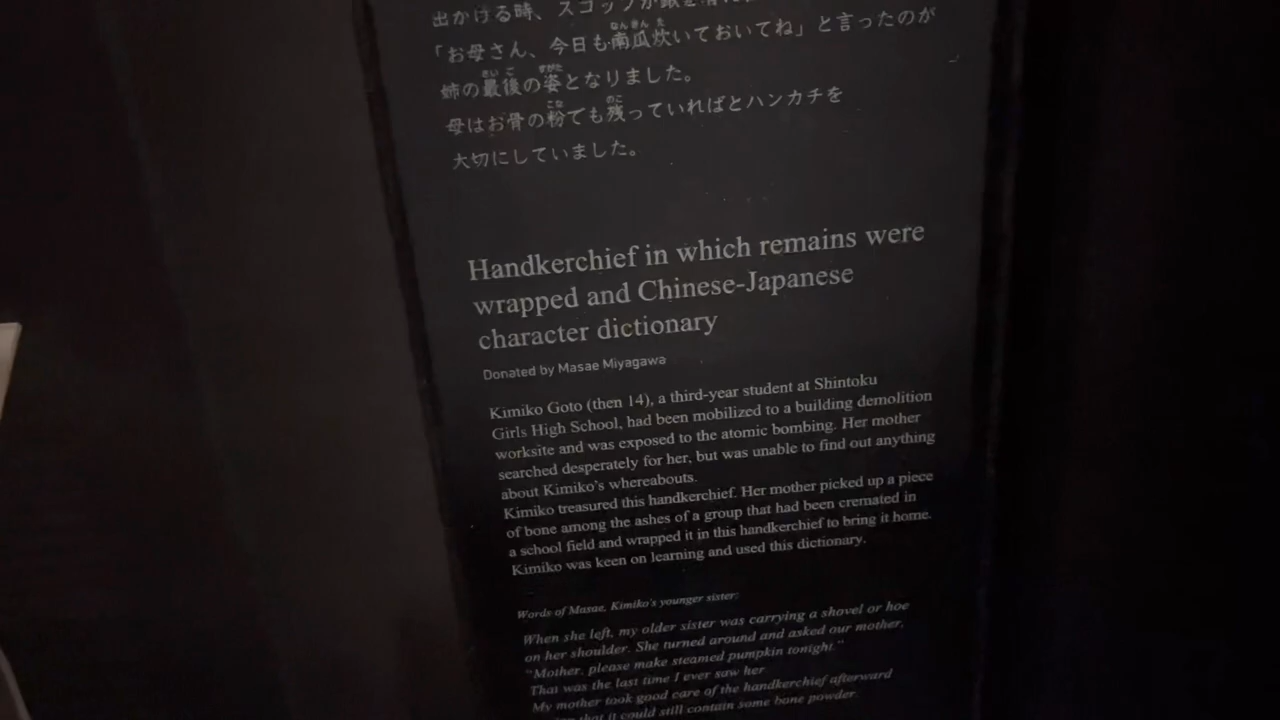 出かける時、スコップか鍬を肩に
「お母さん、今日も南瓜炊いておいてね」と言ったのが
姉の最後の姿となりました。
母はお骨の粉でも残っていればとハンカチを
大切にしていました。
Handkerchief in which remains were
wrapped and Chinese-Japanese
character dictionary
Donated by Masae Miyagawa
Kimiko Goto (then 14), a third-year student at Shintoku
Girls High School, had been mobilized to a building demolition
worksite and was exposed to the atomic bombing. Her mother
searched desperately for her, but was unable to find out anything
about Kimiko's whereabouts.
Kimiko treasured this handkerchief. Her mother picked up a piece
of bone among the ashes of a group that had been cremated in
a school field and wrapped it in this handkerchief to bring it home.
Kimiko was keen on learning and used this dictionary.
Words of Masae, Kimiko's younger sister:
When she left, my older sister was carrying a shovel or hoe
on her shoulder. She turned around and asked our mother,
"Mother, please make steamed pumpkin tonight."
That was the last time I ever saw her.
My mother took good care of the handkerchief afterward
that it could still contain some bone powder.